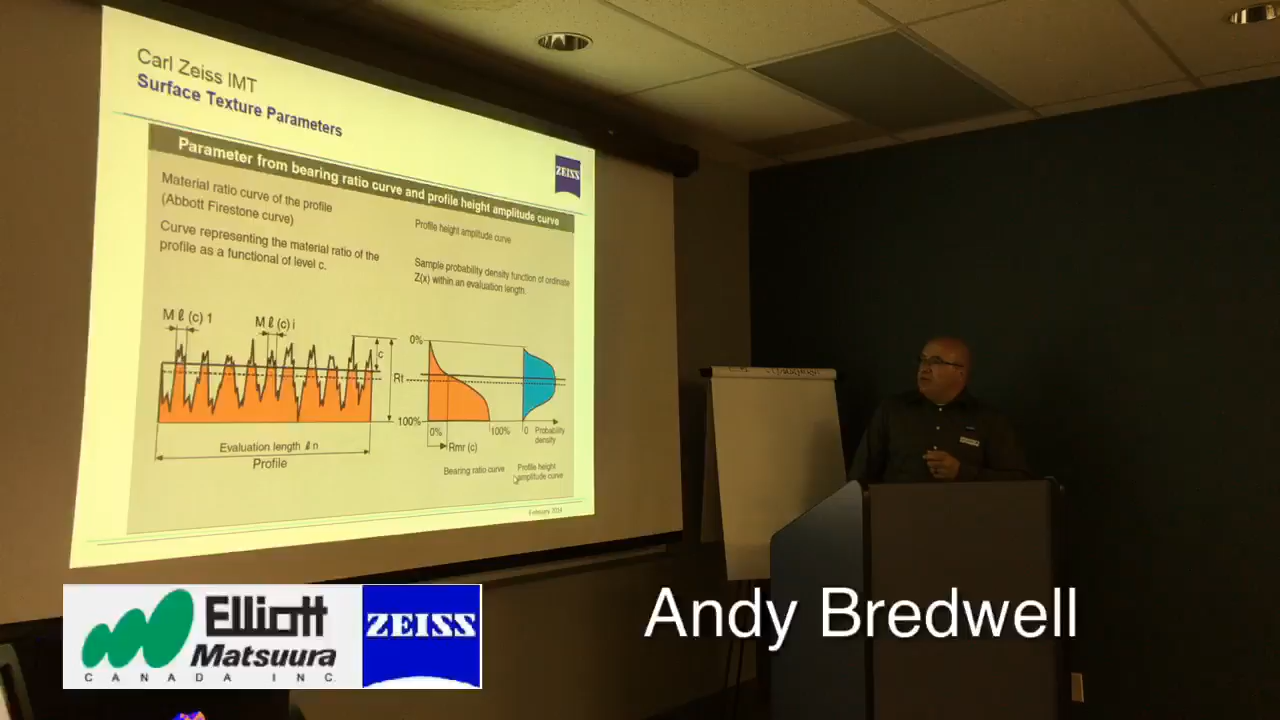 Carl Zeiss IMT
Surface Texture Parameters
ZEISS
Parameter from bearing ratio curve and profile height amplitude curve
Material ratio curve of the profile
(Abbott Firestone curve)
Curve representing the material ratio of the
profile as a functional of level c.
Profile height amplitude curve
Sample probability density function of ordinate
Z(x) within an evaluation length.
M ℓ (c) 1
M ℓ (c) i
c
Rt
0%
100%
0%
100%
Rmr (c)
0
Probability
density
Evaluation length ℓ n
Profile
Bearing ratio curve
Profile height
amplitude curve
Elliott
Matsuura
CANADA INC
ZEISS
Andy Bredwell